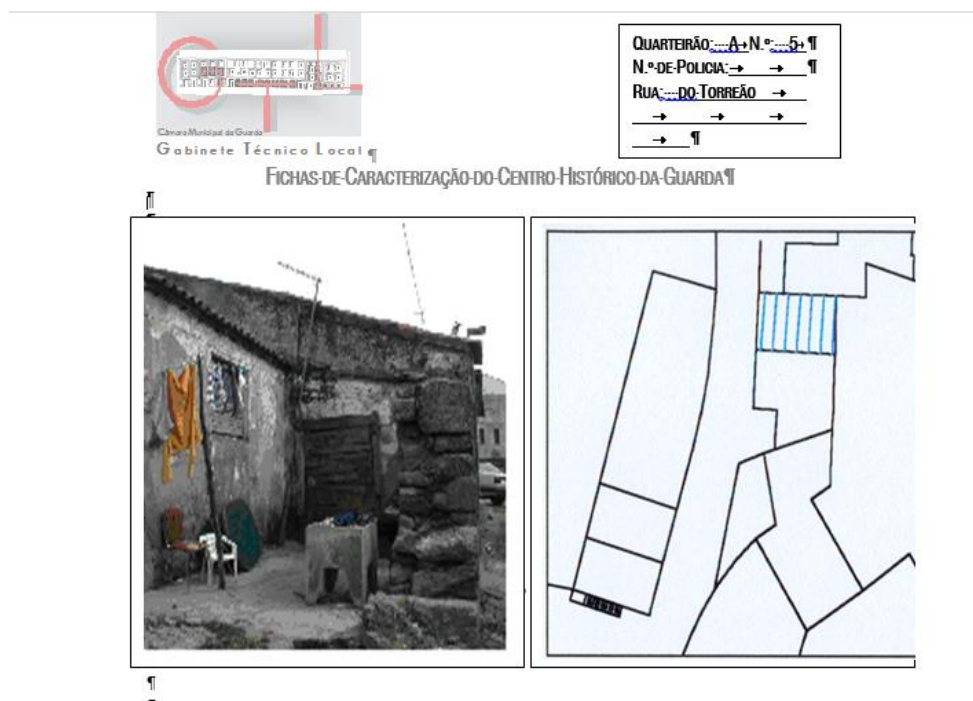 QUARTEIRÃO: A N.º: 5
N.º DE POLICIA:
RUA: DO TORREÃO
Câmara Municipal da Guarda
Gabinete Técnico Local
FICHAS DE CARACTERIZAÇÃO DO CENTRO HISTÓRICO DA GUARDA